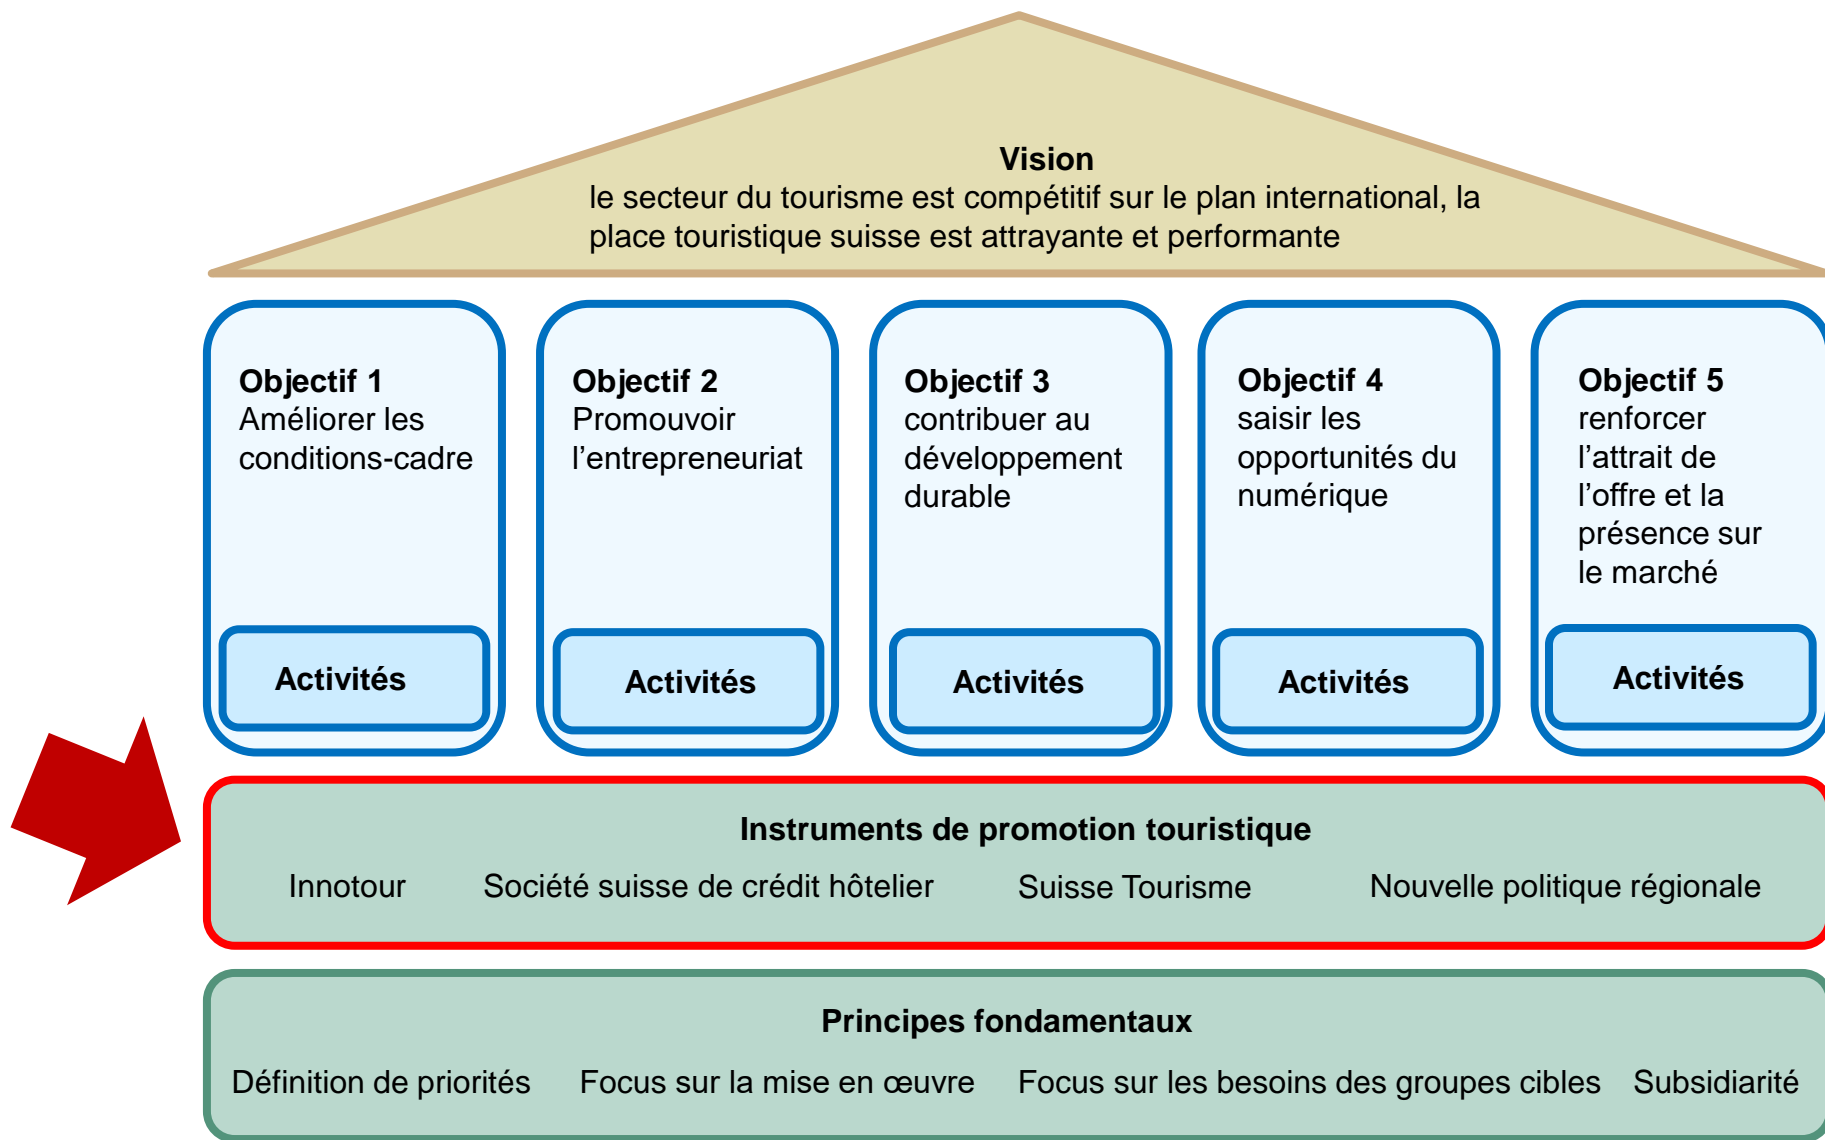 Vision
le secteur du tourisme est compétitif sur le plan international, la
place touristique suisse est attrayante et performante
Objectif 1
Améliorer les
conditions-cadre
Activités
Objectif 2
Promouvoir
l’entrepreneuriat
Activités
Objectif 3
contribuer au
développement
durable
Activités
Objectif 4
saisir les
opportunités du
numérique
Activités
Objectif 5
renforcer
l’attrait de
l’offre et la
présence sur
le marché
Activités
Instruments de promotion touristique
Innotour Société suisse de crédit hôtelier Suisse Tourisme Nouvelle politique régionale
Principes fondamentaux
Définition de priorités Focus sur la mise en œuvre Focus sur les besoins des groupes cibles Subsidiarité